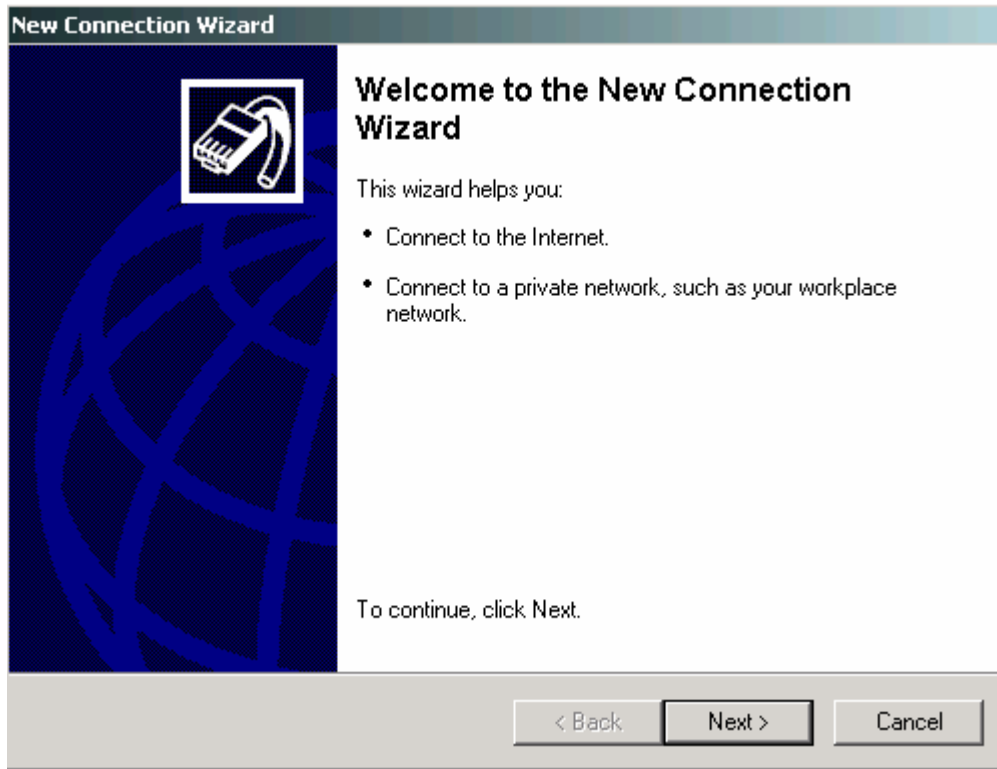 New Connection Wizard
Welcome to the New Connection
Wizard
This wizard helps you:
• Connect to the Internet.
• Connect to a private network, such as your workplace
network.
To continue, click Next.
< Back
Next >
Cancel